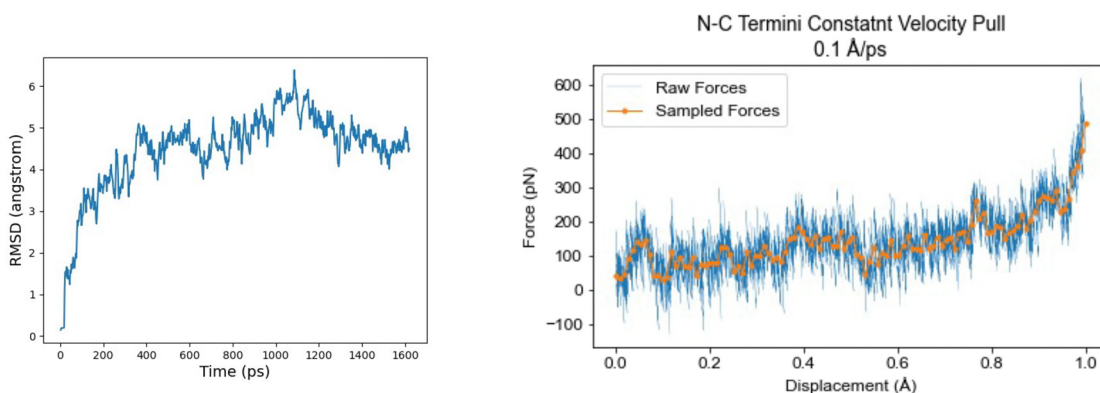 6
5
4
3
2
1
0
RMSD (angstrom)
0 200 400 600 800 1000 1200 1400 1600
Time (ps)
N-C Termini Constatnt Velocity Pull
0.1 Å/ps
Raw Forces
Sampled Forces
600
500
400
300
200
100
0
−100
Force (pN)
0.0 0.2 0.4 0.6 0.8 1.0
Displacement (Å)